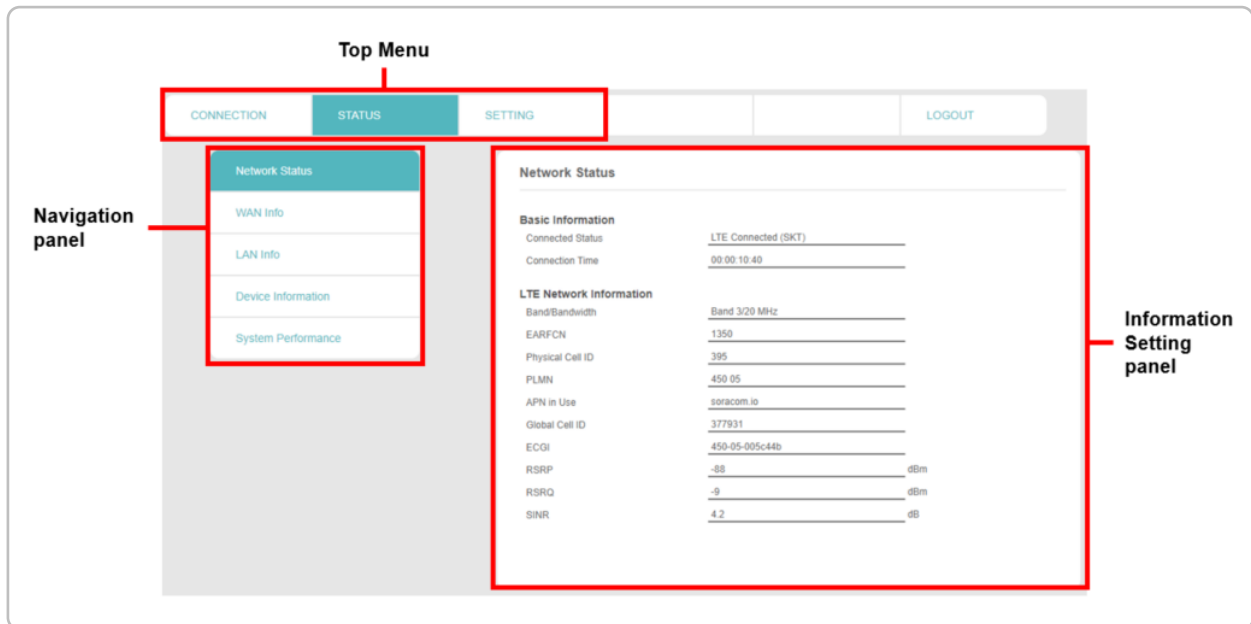 Top Menu
CONNECTION STATUS SETTING LOGOUT
Navigation
panel
Network Status
WAN Info
LAN Info
Device Information
System Performance
Network Status
Basic Information
Connected Status LTE Connected (SKT)
Connection Time 00:00:10:40
LTE Network Information
Band/Bandwidth Band 3/20 MHz
EARFCN 1350
Physical Cell ID 395
PLMN 450 05
APN in Use soracom.io
Global Cell ID 377931
ECGI 450-05-005c44b
RSRP -88 dBm
RSRQ -9 dBm
SINR 4.2 dB
Information
Setting
panel